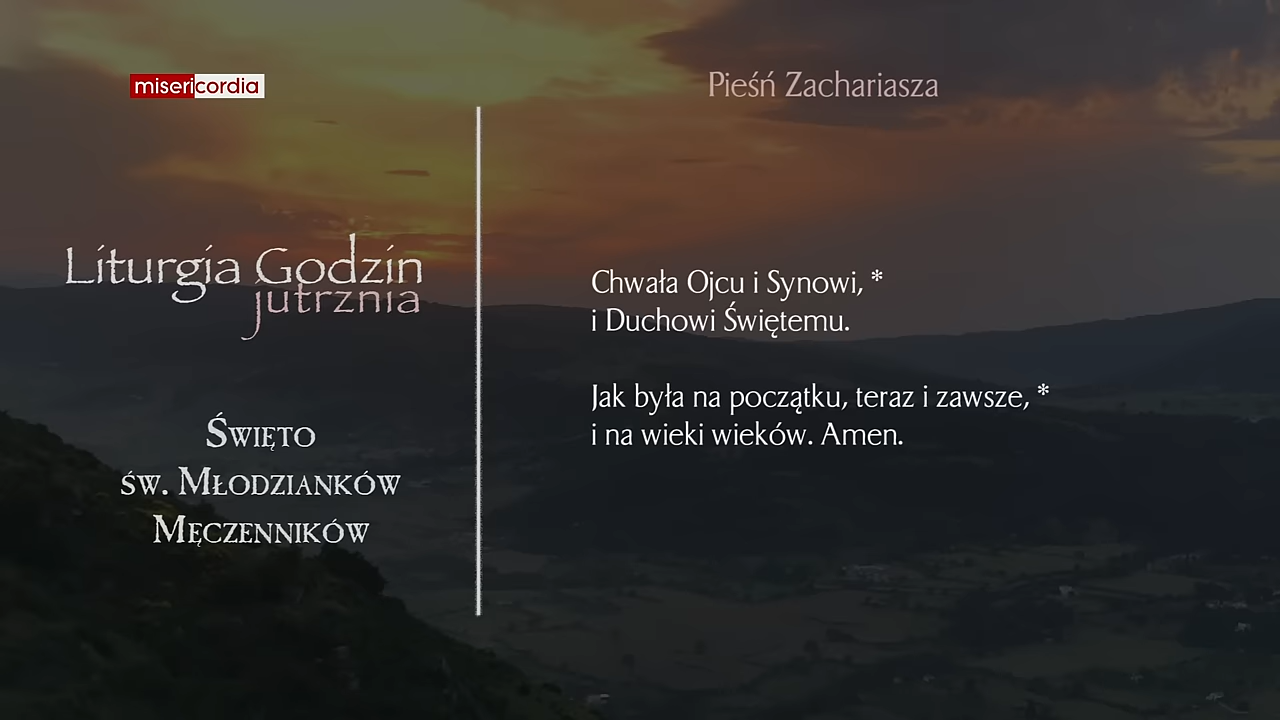 misericordia
Pieśń Zachariasza
Liturgia Godzin
jutrznia
Święto
św. Młodzianków
Męczenników
Chwała Ojcu i Synowi, *
i Duchowi Świętemu.
Jak była na początku, teraz i zawsze, *
i na wieki wieków. Amen.